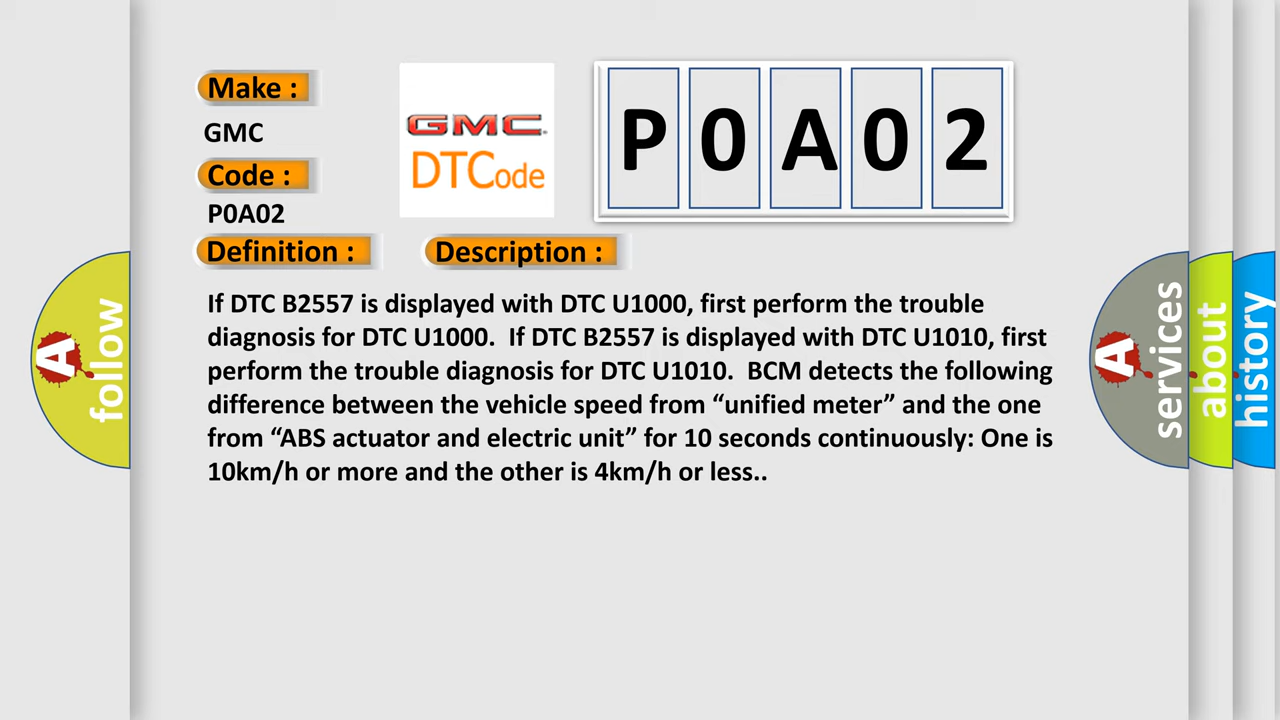 Make :
GMC
Code :
P0A02
Definition :
Description :
GMC
DTCode
P0A02
If DTC B2557 is displayed with DTC U1000, first perform the trouble
diagnosis for DTC U1000. If DTC B2557 is displayed with DTC U1010, first
perform the trouble diagnosis for DTC U1010. BCM detects the following
difference between the vehicle speed from “unified meter” and the one
from “ABS actuator and electric unit” for 10 seconds continuously: One is
10km/h or more and the other is 4km/h or less..
A
follow
A
services
about
history